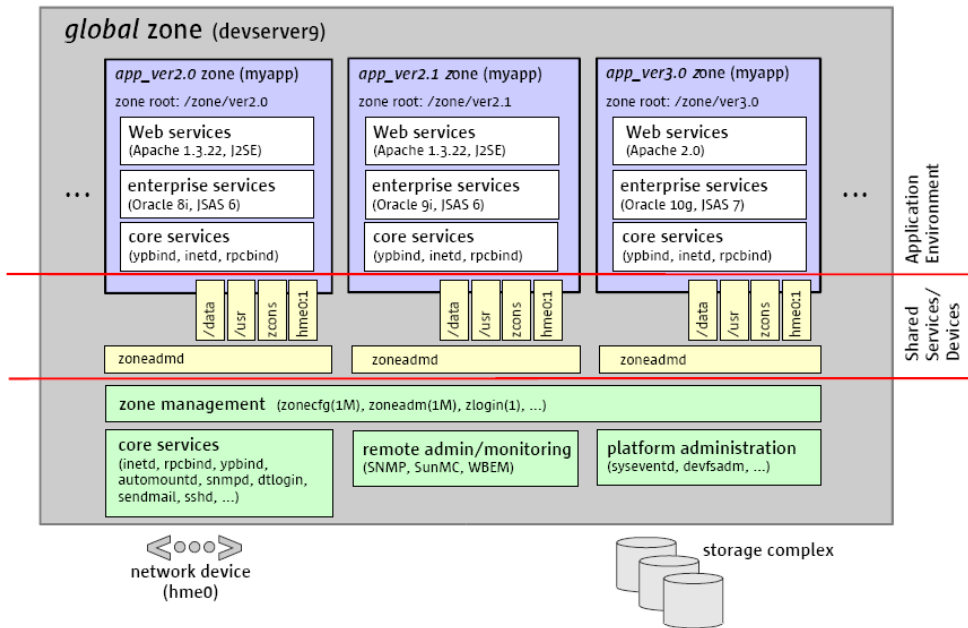 global zone (devserver9)
app_ver2.0 zone (myapp)
zone root: /zone/ver2.0
Web services
(Apache 1.3.22, J2SE)
enterprise services
(Oracle 8i, JSAS 6)
core services
(ypbind, inetd, rpcbind)
/data
/usr
zcons
hme0:1
zoneadmd
app_ver2.1 zone (myapp)
zone root: /zone/ver2.1
Web services
(Apache 1.3.22, J2SE)
enterprise services
(Oracle 9i, JSAS 6)
core services
(ypbind, inetd, rpcbind)
/data
/usr
zcons
hme0:1
zoneadmd
app_ver3.0 zone (myapp)
zone root: /zone/ver3.0
Web services
(Apache 2.0)
enterprise services
(Oracle 10g, JSAS 7)
core services
(ypbind, inetd, rpcbind)
/data
/usr
zcons
hme0:1
zoneadmd
...
...
Application
Environment
Shared
Services/
Devices
zone management (zonecfg(1M), zoneadm(1M), zlogin(1), ...)
core services
(inetd, rpcbind, ypbind,
automountd, snmpd, dtlogin,
sendmail, sshd, ...)
remote admin/monitoring
(SNMP, SunMC, WBEM)
platform administration
(syseventd, devfsadm, ...)
network device
(hme0)
storage complex